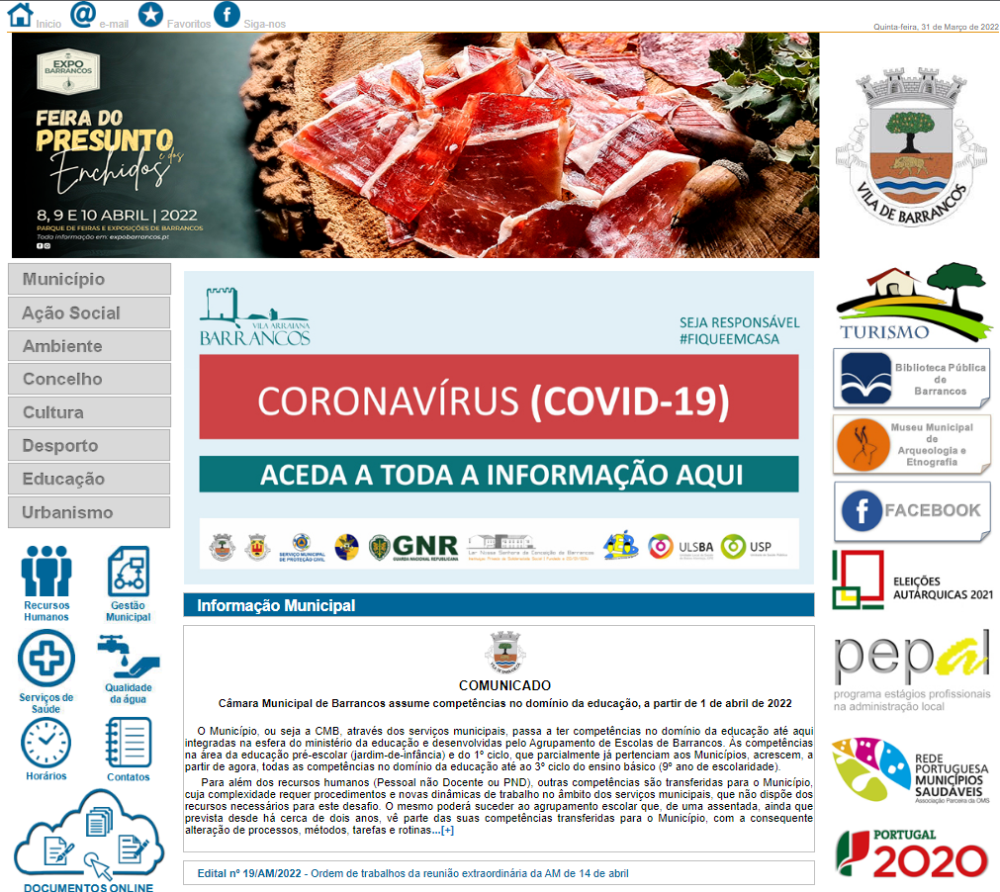 Início
e-mail
Favoritos
Siga-nos
Quinta-feira, 31 de Março de 2022
EXPO
BARRANCOS
FEIRA DO
PRESUNTO
e dos
Enchidos
8, 9 E 10 ABRIL | 2022
PARQUE DE FEIRAS E EXPOSIÇÕES DE BARRANCOS
Toda informação em: expobarrancos.pt
VILA DE BARRANCOS
Município
Ação Social
Ambiente
Concelho
Cultura
Desporto
Educação
Urbanismo
Recursos
Humanos
Gestão
Municipal
Serviços de
Saúde
Qualidade
da água
Horários
Contatos
DOCUMENTOS ONLINE
VILA ARRAIANA
BARRANCOS
SEJA RESPONSÁVEL
#FIQUEEMCASA
CORONAVÍRUS (COVID-19)
ACEDA A TODA A INFORMAÇÃO AQUI
SERVIÇO MUNICIPAL
DE PROTEÇÃO CIVIL
GNR
GUARDA NACIONAL REPUBLICANA
Lar Nossa Senhora da Conceição de Barrancos
AEB
ULSBA
USP
Informação Municipal
VILA DE BARRANCOS
COMUNICADO
Câmara Municipal de Barrancos assume competências no domínio da educação, a partir de 1 abril de 2022
O Município, ou seja a CMB, através dos serviços municipais, passa a ter competências no domínio da educação até aqui
integradas na esfera do ministério da educação e desenvolvidas pelo Agrupamento de Escolas de Barrancos. Às competências
na área da educação pré-escolar (jardim-de-infância) e do 1º ciclo, que parcialmente já pertenciam aos Municípios, acrescem, a
partir de agora, todas as competências no domínio da educação até ao 3º ciclo do ensino básico (9º ano de escolaridade).
Para além dos recursos humanos (Pessoal não Docente ou PND), outras competências são transferidas para o Município,
cuja complexidade requer procedimentos e novas dinâmicas de trabalho no âmbito dos serviços municipais, que não dispõe dos
recursos necessários para este desafio. O mesmo poderá suceder ao agrupamento escolar que, de uma assentada, ainda que
prevista desde há cerca de dois anos, vê parte das suas competências transferidas para o Município, com a consequente
alteração de processos, métodos, tarefas e rotinas...[+]
Edital nº 19/AM/2022 - Ordem de trabalhos da reunião extraordinária da AM de 14 de abril
TURISMO
Biblioteca Pública
de
Barrancos
Museu Municipal
de
Arqueologia e
Etnografia
FACEBOOK
ELEIÇÕES
AUTÁRQUICAS 2021
pepal
programa estágios profissionais
na administração local
REDE
PORTUGUESA
MUNICÍPIOS
SAUDÁVEIS
Associação Parceira da OMS
PORTUGAL
2020